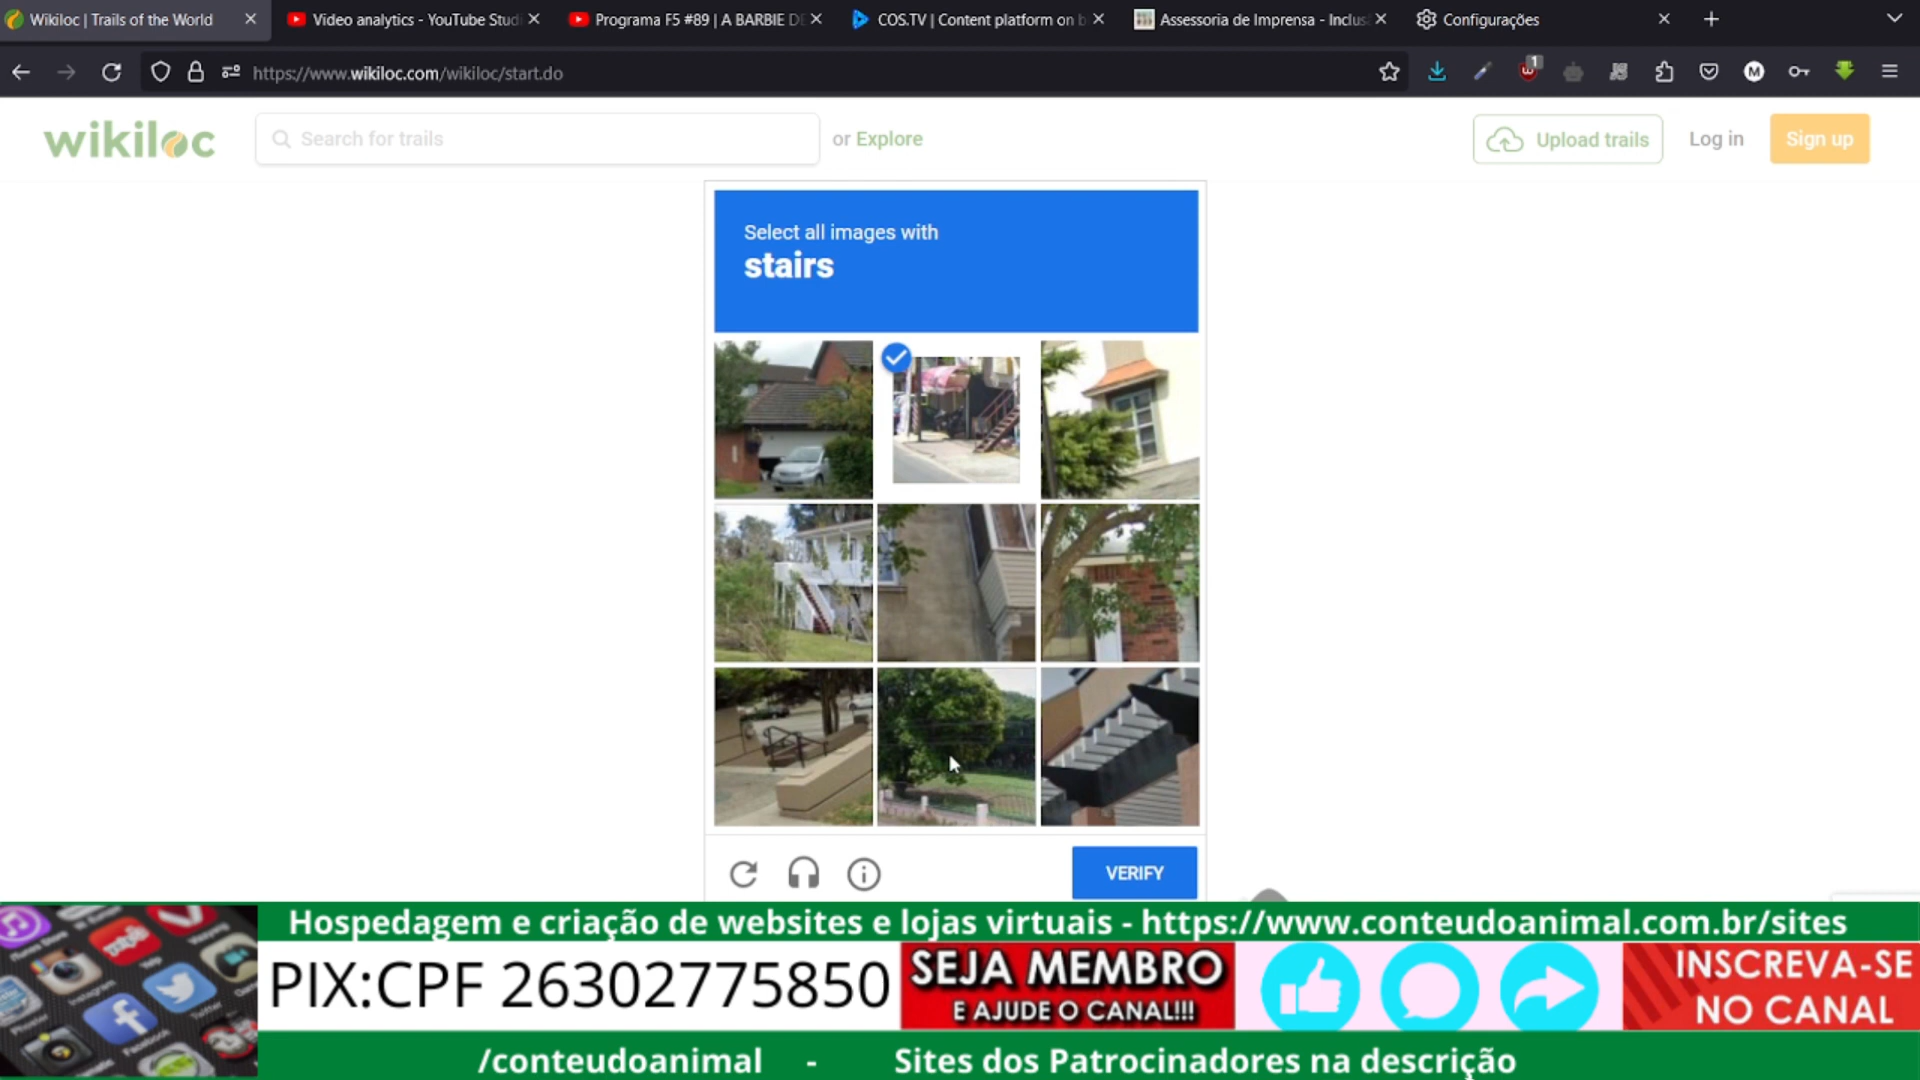 Wikiloc | Trails of the World
Video analytics - YouTube Stud
Programa F5 #89 | A BARBIE D
COS.TV | Content platform on b
Assessoria de Imprensa - Inclus
Configurações
https://www.wikiloc.com/wikiloc/start.do
1
M
wikiloc
Search for trails
or Explore
Upload trails
Log in
Sign up
Select all images with
stairs
VERIFY
Hospedagem e criação de websites e lojas virtuais - https://www.conteudoanimal.com.br/sites
PIX:CPF 26302775850
SEJA MEMBRO
E AJUDE O CANAL!!!
INSCREVA-SE
NO CANAL
/conteudoanimal - Sites dos Patrocinadores na descrição